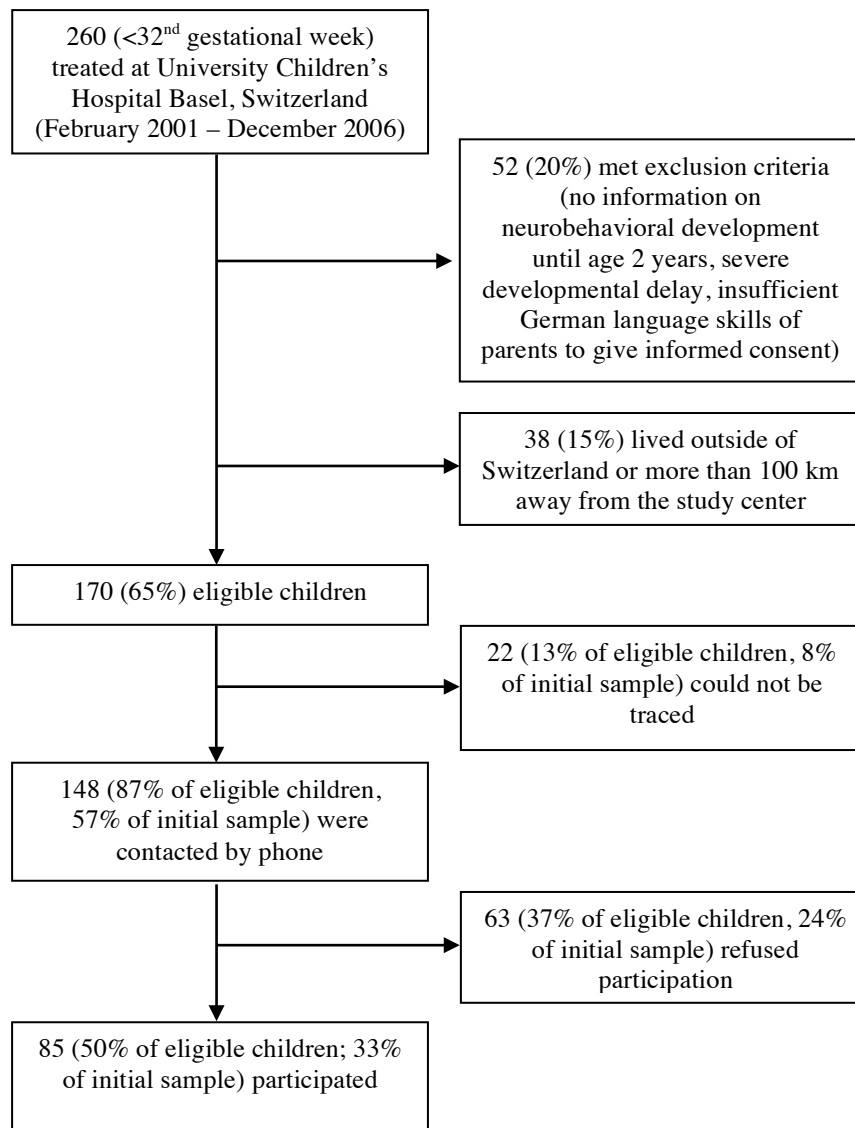 260 (<32nd gestational week)
treated at University Children’s
Hospital Basel, Switzerland
(February 2001 – December 2006)
52 (20%) met exclusion criteria
(no information on
neurobehavioral development
until age 2 years, severe
developmental delay, insufficient
German language skills of
parents to give informed consent)
38 (15%) lived outside of
Switzerland or more than 100 km
away from the study center
170 (65%) eligible children
22 (13% of eligible children, 8%
of initial sample) could not be
traced
148 (87% of eligible children,
57% of initial sample) were
contacted by phone
63 (37% of eligible children, 24%
of initial sample) refused
participation
85 (50% of eligible children; 33%
of initial sample) participated